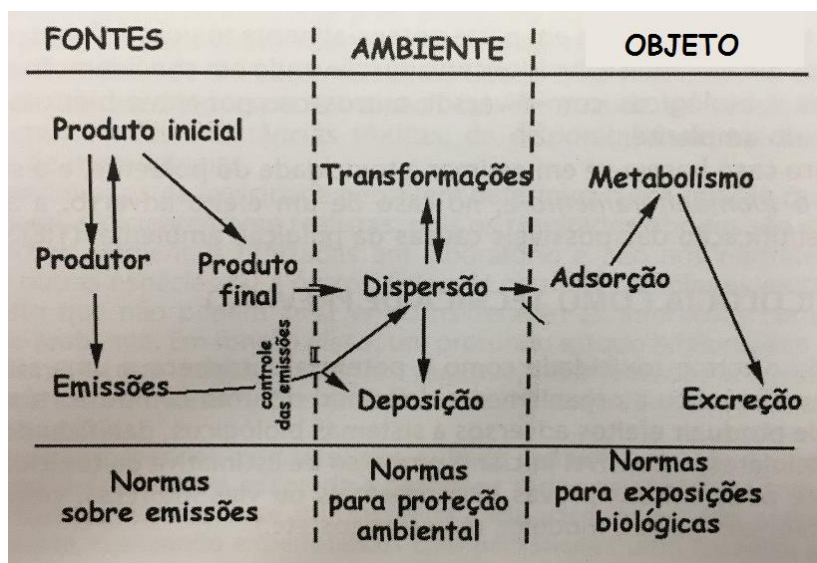 FONTES
AMBIENTE
OBJETO
Produto inicial
Transformações
Metabolismo
Produtor
Produto
final
Dispersão
Adsorção
controle
das emissões
Emissões
Deposição
Excreção
Normas
sobre emissões
Normas
para proteção
ambiental
Normas
para exposições
biológicas